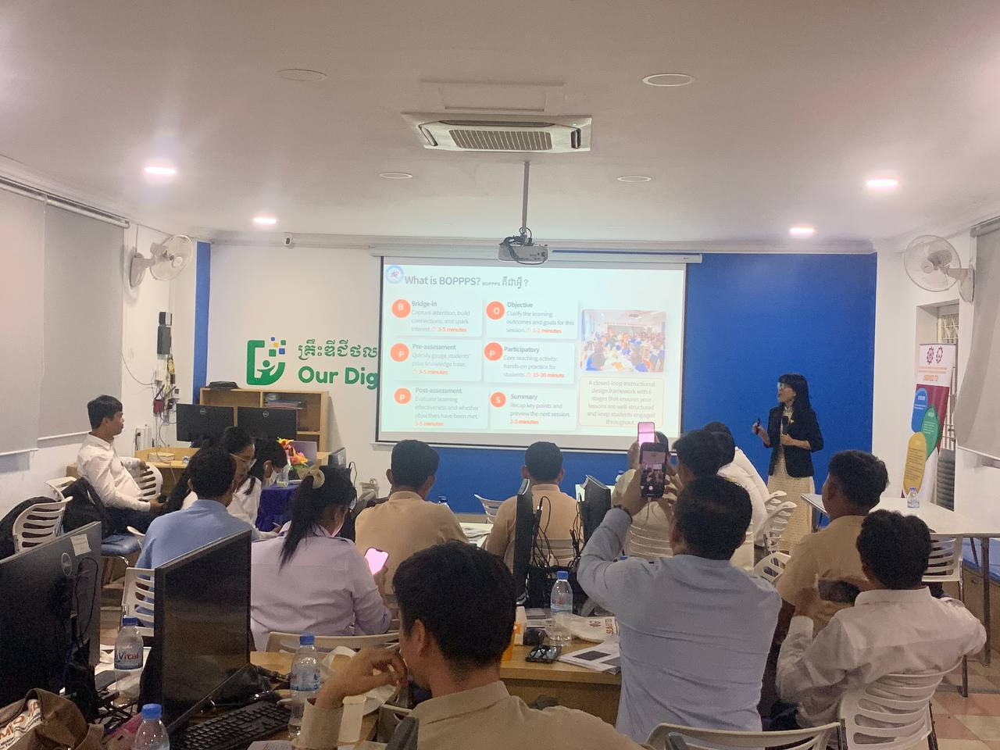 What is BOPPPS? BOPPPS គឺជាអ្វី ?
B
Bridge-in
Capture attention, build
connections, and spark
interest. 3-5 minutes
O
Objective
Clarify the learning
outcomes and goals for this
session. 1-2 minutes
P
Pre-assessment
Quickly gauge students'
prior knowledge base.
3-5 minutes
P
Participatory
Core teaching activity:
hands-on practice for
students. 15-30 minuts
P
Post-assessment
Evaluate learning
effectiveness and whether
objectives have been met.
3-5 minutes
S
Summary
Recap key points and
preview the next session.
2-3 minutes
A closed-loop instructional
design framework with 6
stages that ensures your
lessons are well-structured
and keep students engaged
throughout.
គ្រឹះឌីជីថល
Our Dig
DELL
Vital